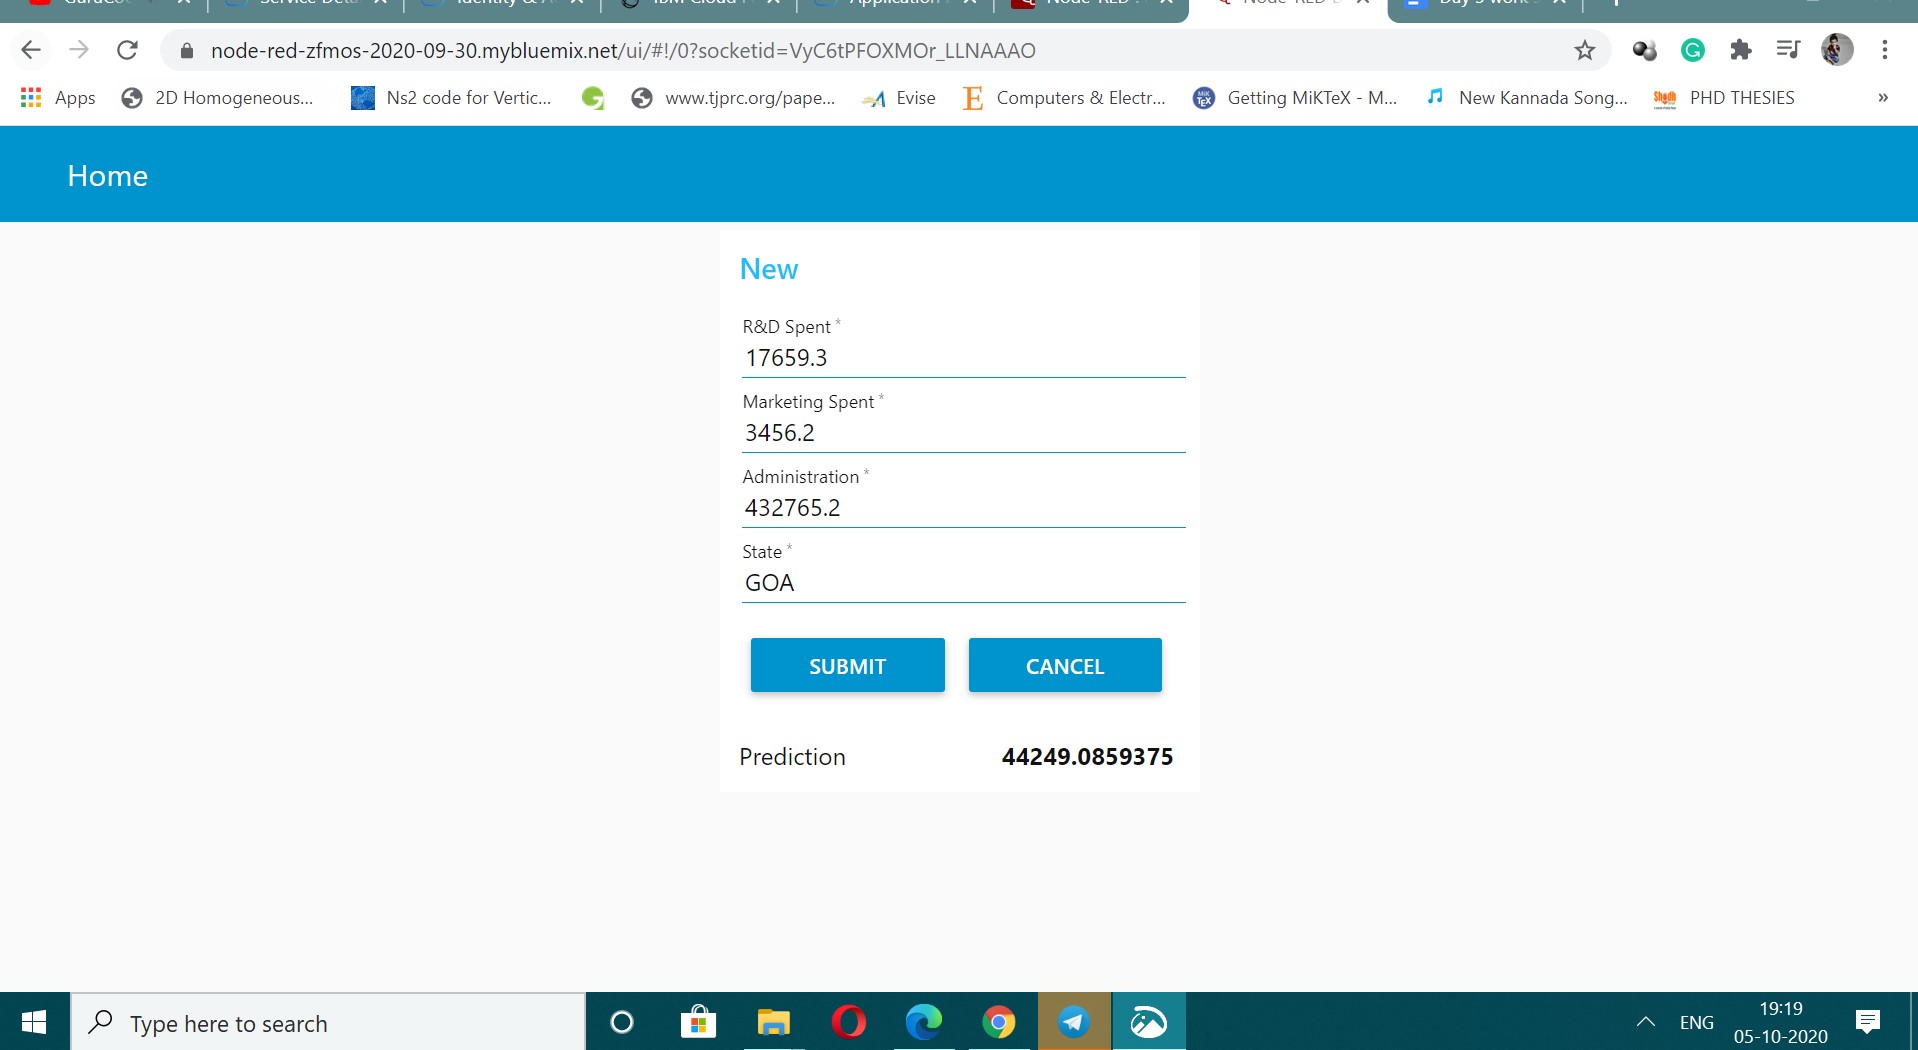 node-red-zfmos-2020-09-30.mybluemix.net/ui/#!/0?socketid=VyC6tPFOXMOr_LLNAAAO
Apps 2D Homogeneous... Ns2 code for Vertic... www.tjprc.org/pape... Evise Computers & Electr... Getting MiKTeX - M... New Kannada Song... PHD THESIES »
Home
New
R&D Spent *
17659.3
Marketing Spent *
3456.2
Administration *
432765.2
State *
GOA
SUBMIT CANCEL
Prediction 44249.0859375
Type here to search
ENG
19:19
05-10-2020